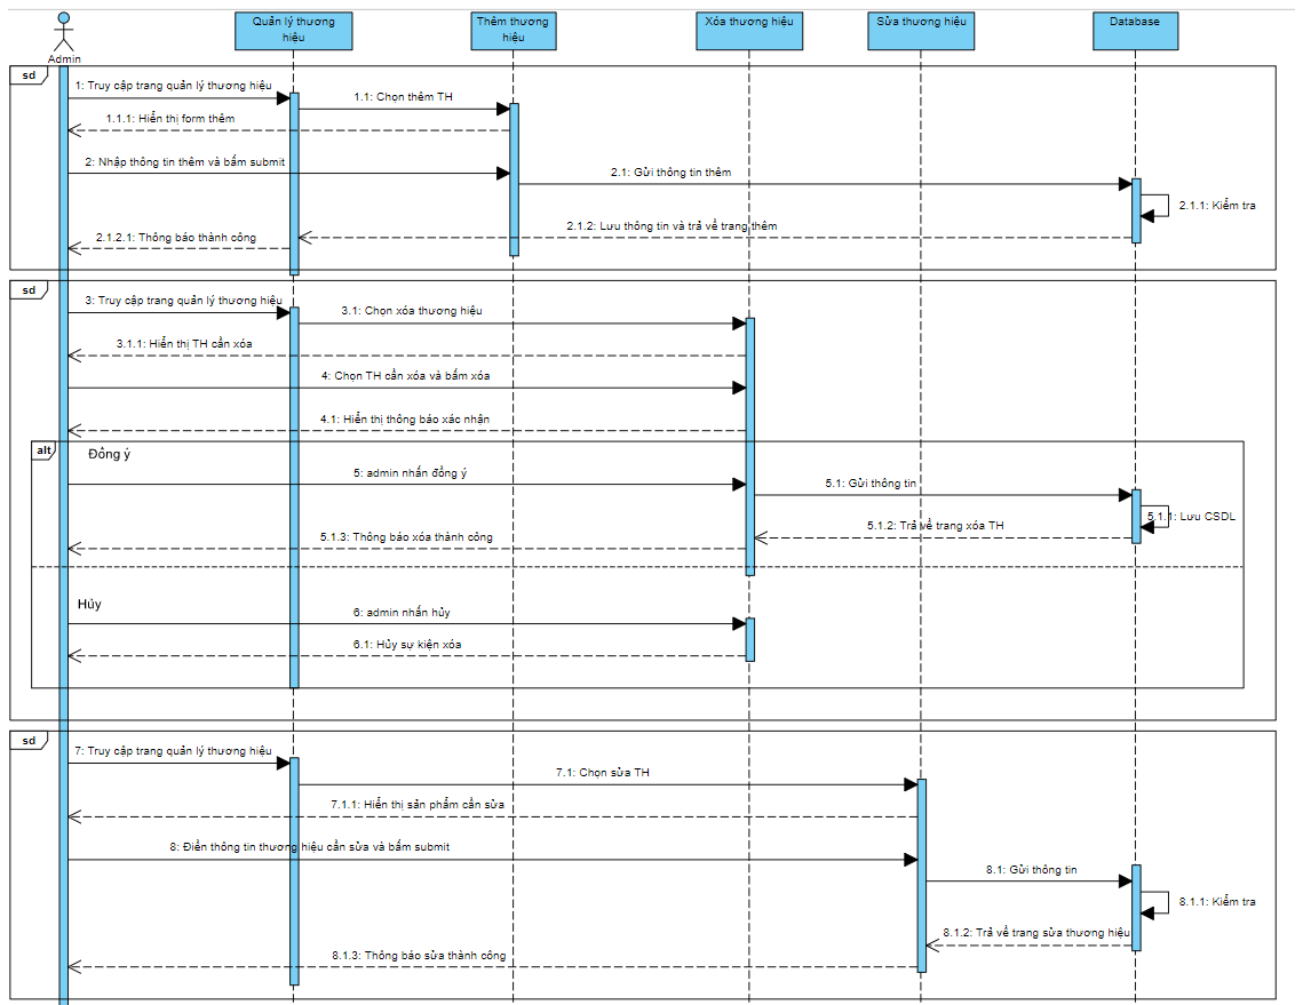 Quản lý thương
hiệu
Thêm thương
hiệu
Xóa thương hiệu
Sửa thương hiệu
Database
Admin
sd
1: Truy cập trang quản lý thương hiệu
1.1: Chọn thêm TH
1.1.1: Hiển thị form thêm
2: Nhập thông tin thêm và bấm submit
2.1: Gửi thông tin thêm
2.1.1: Kiểm tra
2.1.2: Lưu thông tin và trả về trang thêm
2.1.2.1: Thông báo thành công
sd
3: Truy cập trang quản lý thương hiệu
3.1: Chọn xóa thương hiệu
3.1.1: Hiển thị TH cần xóa
4: Chọn TH cần xóa và bấm xóa
4.1: Hiển thị thông báo xác nhận
alt
Đồng ý
5: admin nhấn đồng ý
5.1: Gửi thông tin
5.1.1: Lưu CSDL
5.1.2: Trả về trang xóa TH
5.1.3: Thông báo xóa thành công
Hủy
6: admin nhấn hủy
6.1: Hủy sự kiện xóa
sd
7: Truy cập trang quản lý thương hiệu
7.1: Chọn sửa TH
7.1.1: Hiển thị sản phẩm cần sửa
8: Điền thông tin thương hiệu cần sửa và bấm submit
8.1: Gửi thông tin
8.1.1: Kiểm tra
8.1.2: Trả về trang sửa thương hiệu
8.1.3: Thông báo sửa thành công